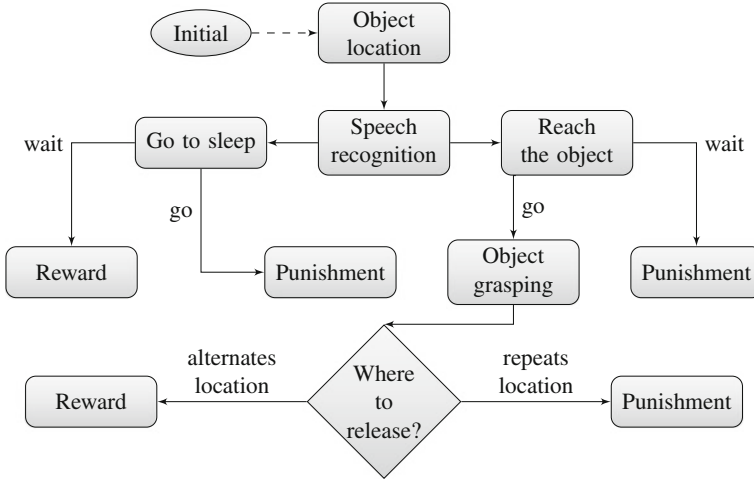 Initial
Object
location
wait
Go to sleep
Speech
recognition
Reach
the object
wait
go
go
Reward
Punishment
Object
grasping
Punishment
alternates
location
Where
to
release?
repeats
location
Reward
Punishment